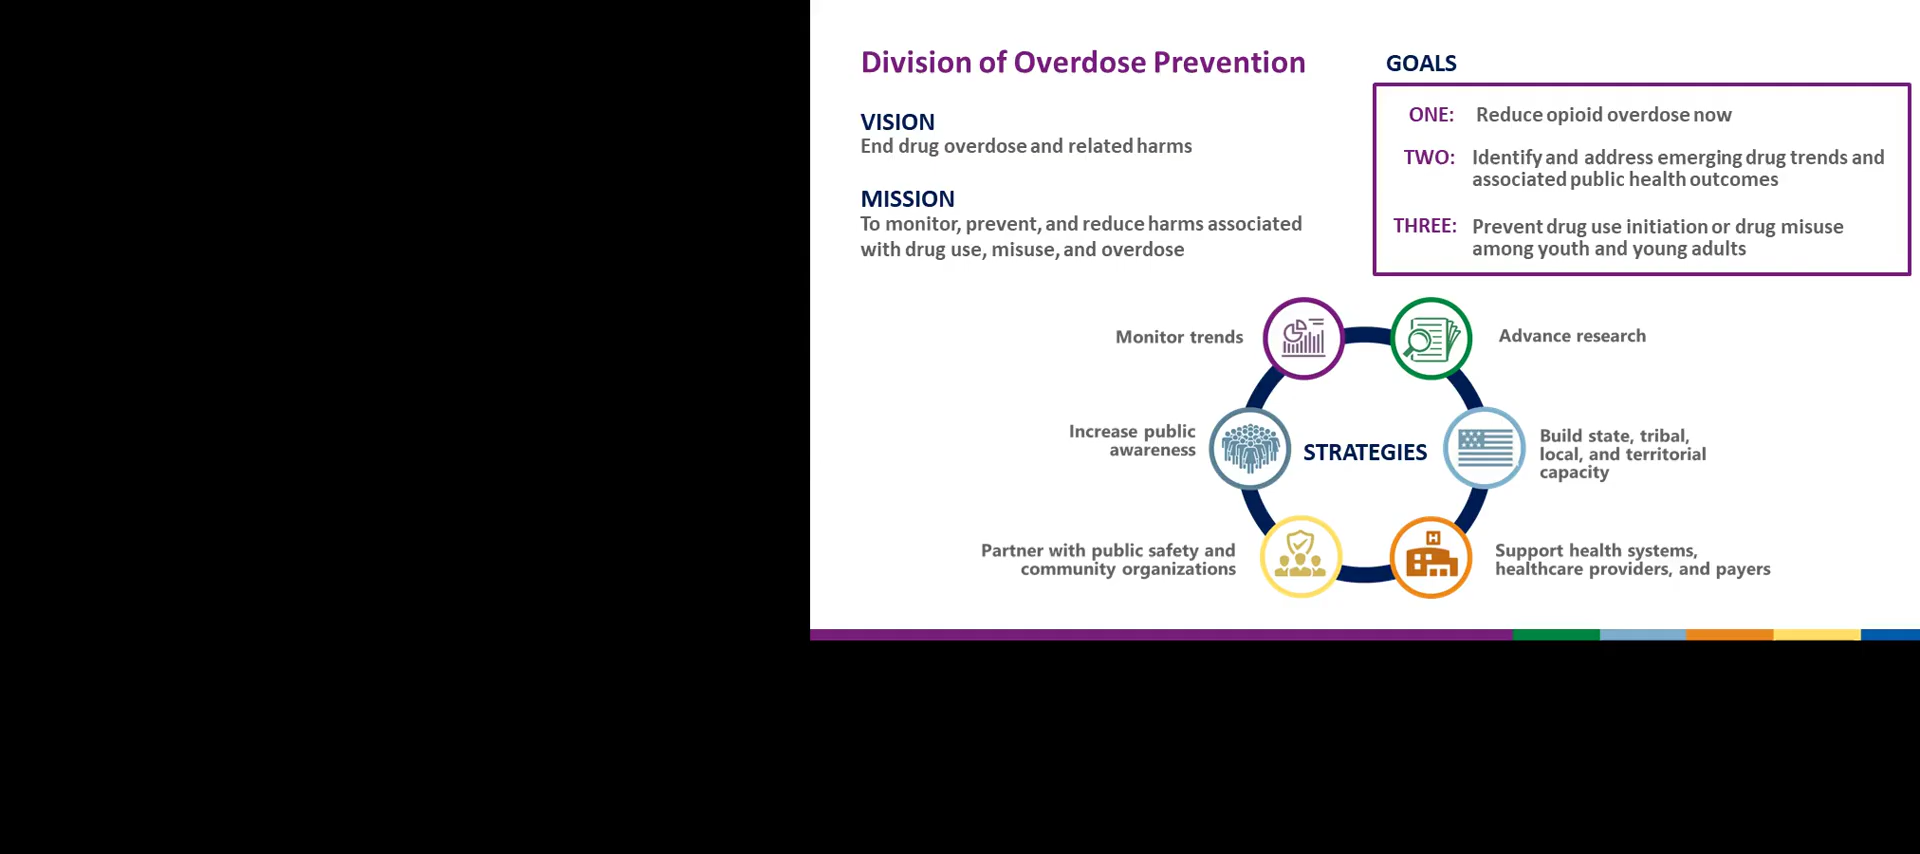 Division of Overdose Prevention
VISION
End drug overdose and related harms
MISSION
To monitor, prevent, and reduce harms associated
with drug use, misuse, and overdose
GOALS
ONE: Reduce opioid overdose now
TWO: Identify and address emerging drug trends and
associated public health outcomes
THREE: Prevent drug use initiation or drug misuse
among youth and young adults
Monitor trends
Advance research
Increase public
awareness
STRATEGIES
Build state, tribal,
local, and territorial
capacity
Partner with public safety and
community organizations
H
Support health systems,
healthcare providers, and payers